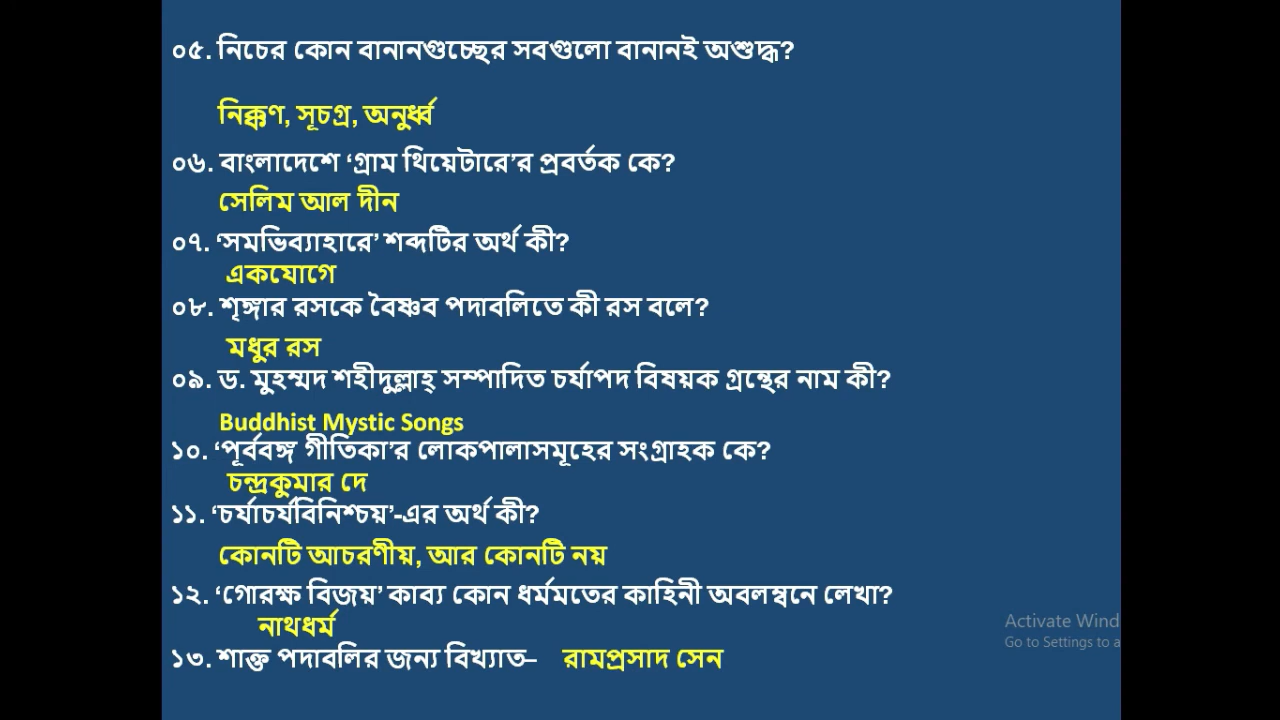 ০৫. নিচের কোন বানানগুচ্ছের সবগুলো বানানই অশুদ্ধ?
নিক্কণ, সূচগ্র, অনুর্ধ্ব
০৬. বাংলাদেশে ‘গ্রাম থিয়েটারে’র প্রবর্তক কে?
সেলিম আল দীন
০৭. ‘সমভিব্যাহারে’ শব্দটির অর্থ কী?
একযোগে
০৮. শৃঙ্গার রসকে বৈষ্ণব পদাবলিতে কী রস বলে?
মধুর রস
০৯. ড. মুহম্মদ শহীদুল্লাহ্ সম্পাদিত চর্যাপদ বিষয়ক গ্রন্থের নাম কী?
Buddhist Mystic Songs
১০. ‘পূর্ববঙ্গ গীতিকা’র লোকপালাসমূহের সংগ্রাহক কে?
চন্দ্রকুমার দে
১১. ‘চর্যাচর্যবিনিশ্চয়’-এর অর্থ কী?
কোনটি আচরণীয়, আর কোনটি নয়
১২. ‘গোরক্ষ বিজয়’ কাব্য কোন ধর্মমতের কাহিনী অবলম্বনে লেখা?
নাথধর্ম
Activate Wind
Go to Settings to a
১৩. শাক্ত পদাবলির জন্য বিখ্যাত– রামপ্রসাদ সেন